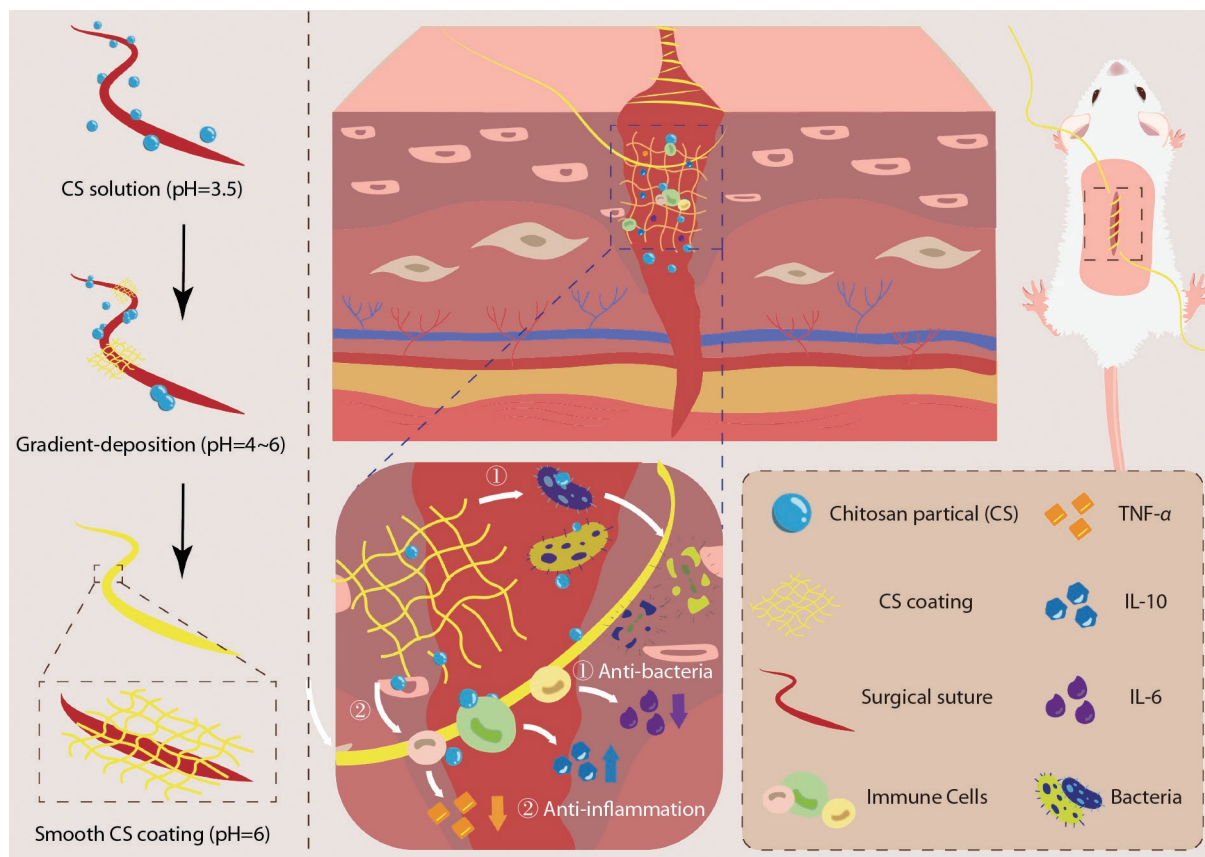 CS solution (pH=3.5)
Gradient-deposition (pH=4~6)
Smooth CS coating (pH=6)
①
②
① Anti-bacteria
② Anti-inflammation
Chitosan partical (CS)
TNF-α
CS coating
IL-10
Surgical suture
IL-6
Immune Cells
Bacteria